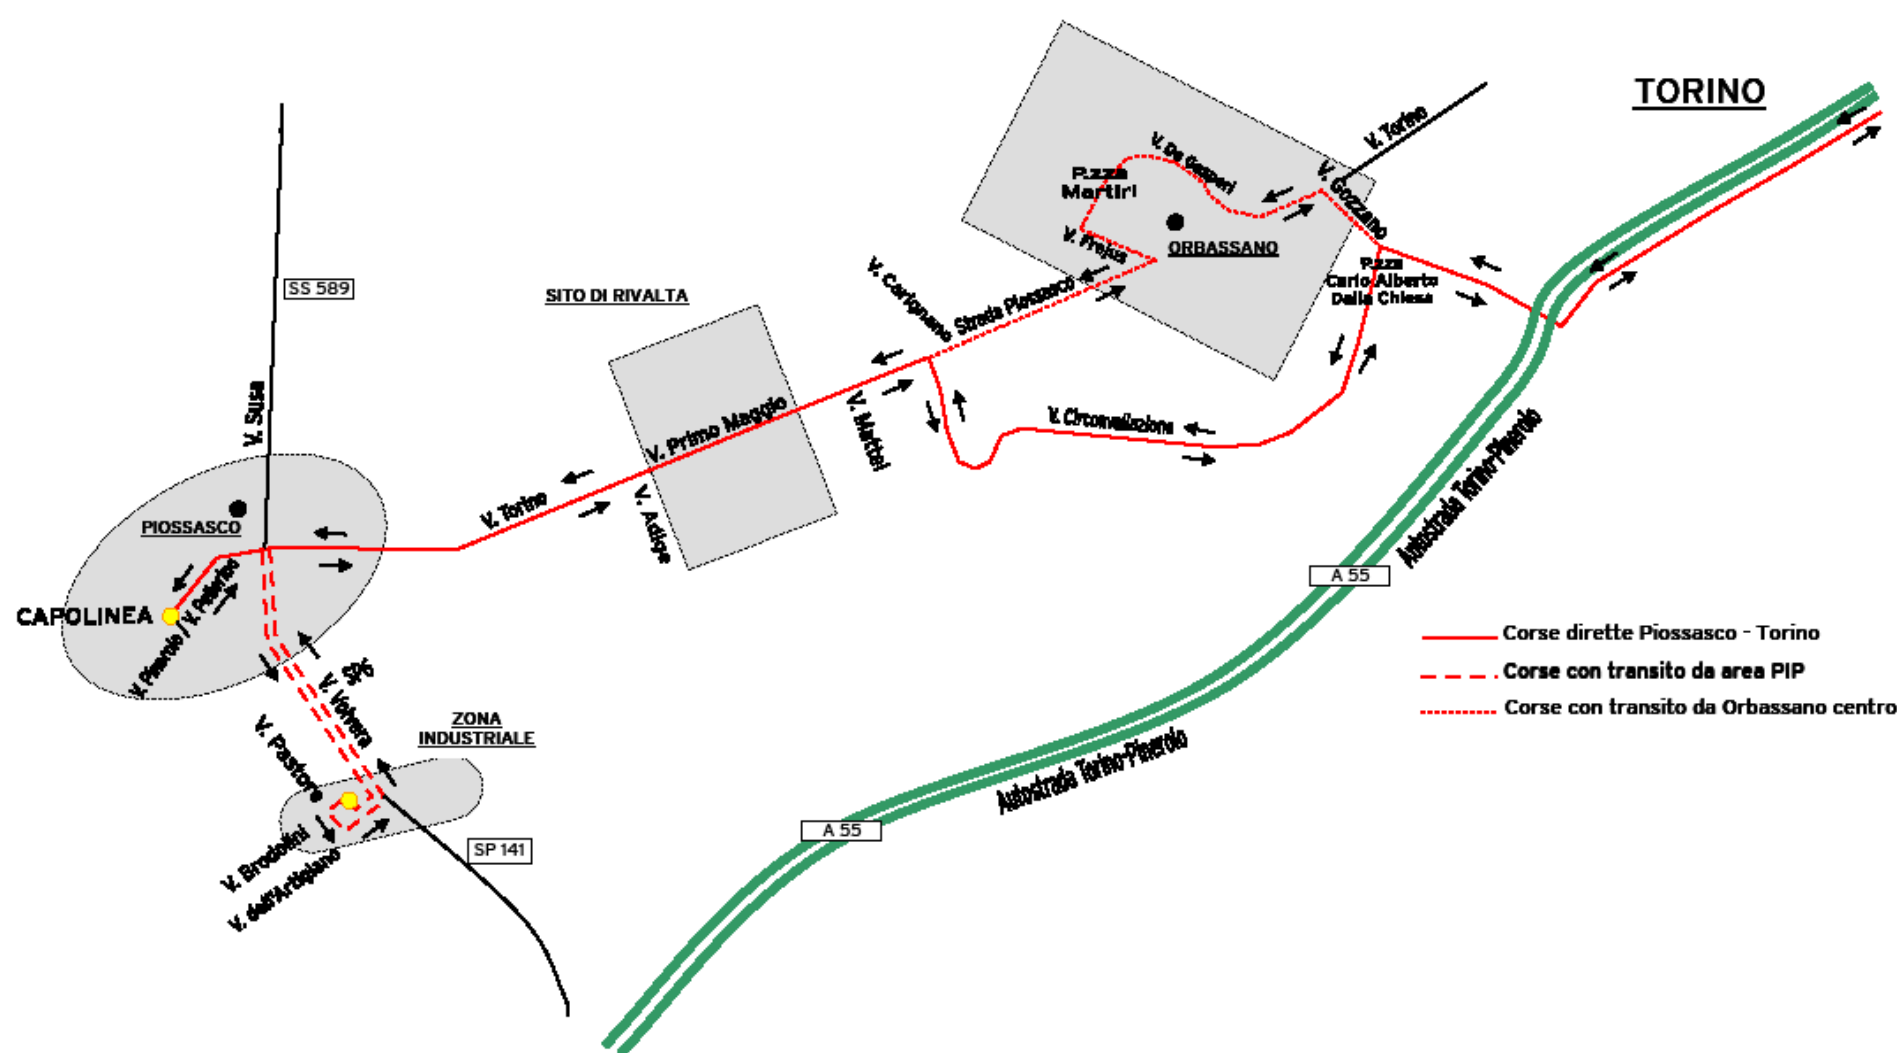 TORINO
V. Torino
V. De Gasperi
P.zza
Martiri
V. Gozzano
ORBASSANO
V. Frejus
P.zza
Carlo Alberto
Dalla Chiesa
V. Carignano
Strada Piossasco
SS 589
SITO DI RIVALTA
V. Susa
V. Primo Maggio
V. Mattei
V. Circonvallazione
Autostrada Torino-Pinerolo
V. Torino
V. Adige
PIOSSASCO
A 55
CAPOLINEA
V. Pinerolo / V. Palerino
Corse dirette Piossasco - Torino
Corse con transito da area PIP
Corse con transito da Orbassano centro
SP6
V. Volvera
ZONA
INDUSTRIALE
V. Pastori
Autostrada Torino-Pinerolo
A 55
SP 141
V. Brodolini
V. dell'Artigiano